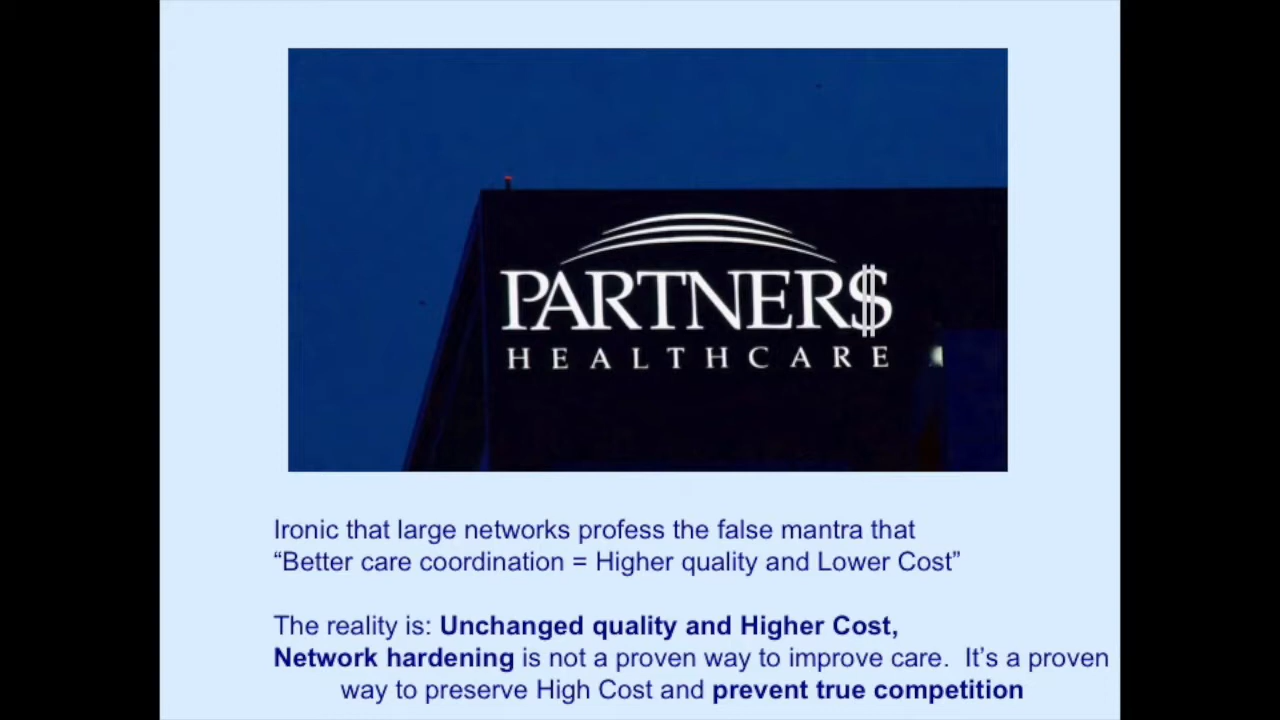 PARTNER$
HEALTHCARE
Ironic that large networks profess the false mantra that
“Better care coordination = Higher quality and Lower Cost”
The reality is: Unchanged quality and Higher Cost,
Network hardening is not a proven way to improve care.  It’s a proven
way to preserve High Cost and prevent true competition